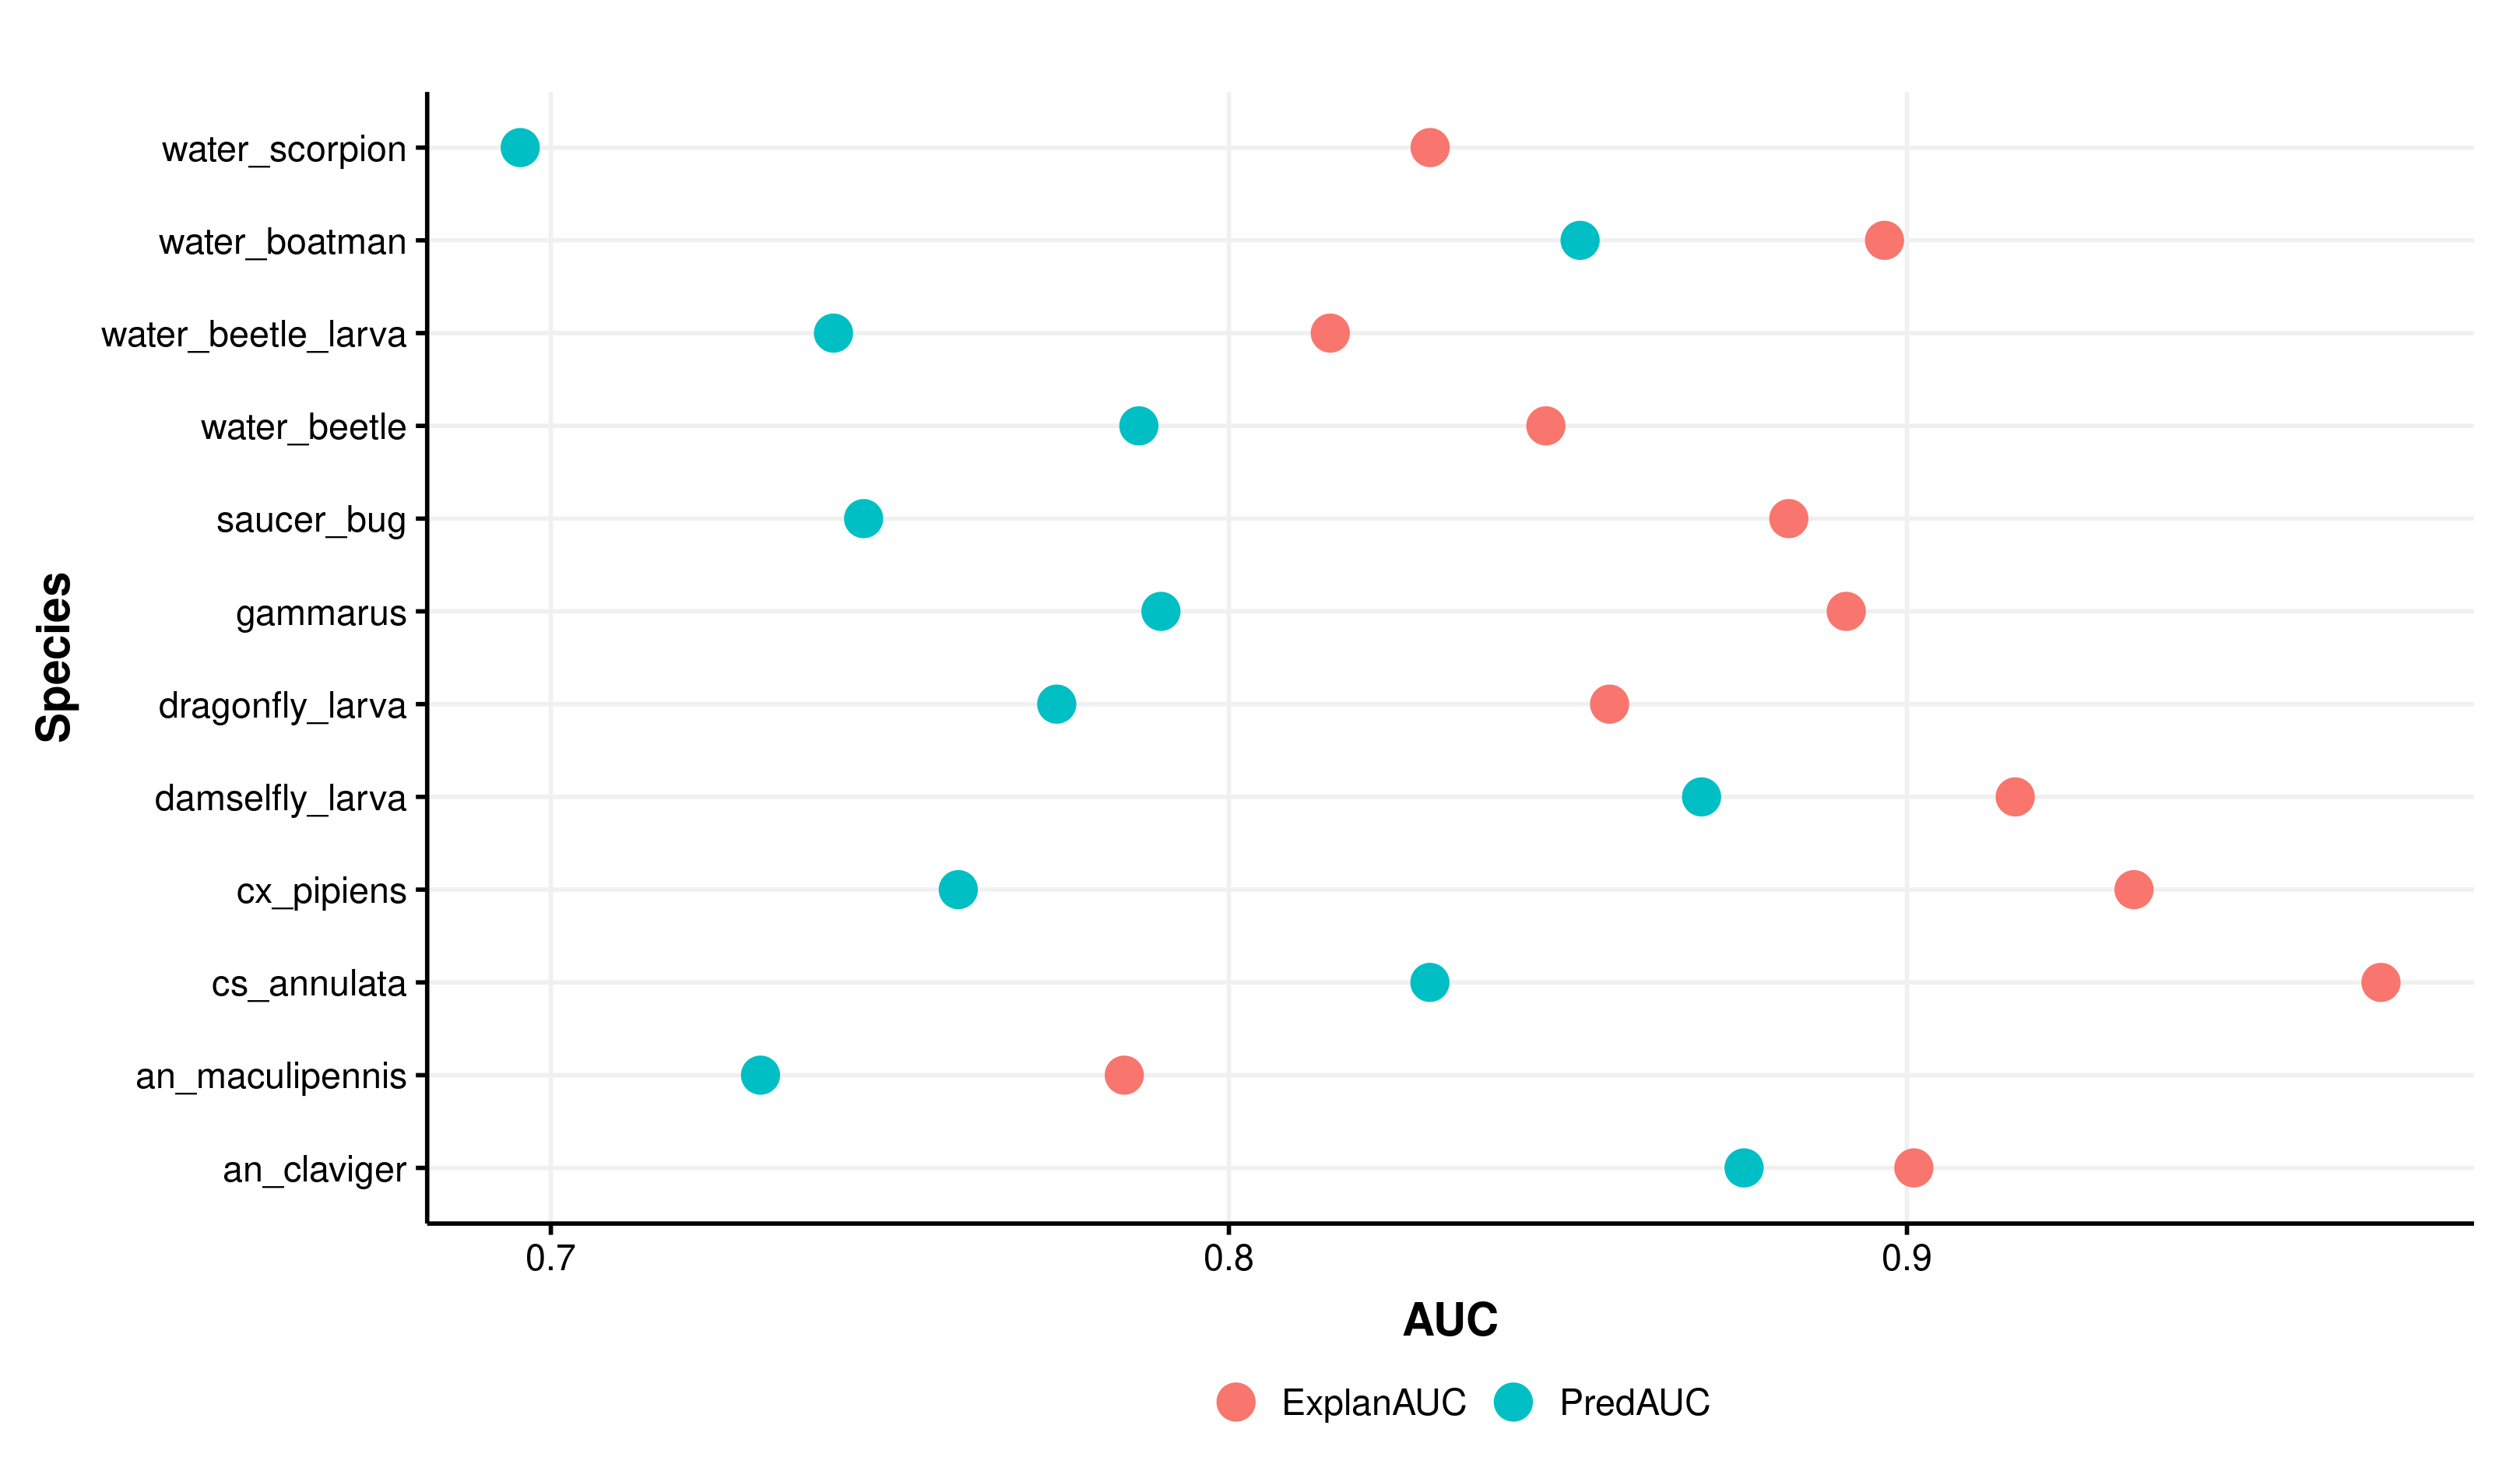 water_scorpion
water_boatman
water_beetle_larva
water_beetle
saucer_bug
gammarus
dragonfly_larva
damselfly_larva
cx_pipiens
cs_annulata
an_maculipennis
an_claviger
Species
0.7 0.8 0.9
AUC
ExplanAUC PredAUC